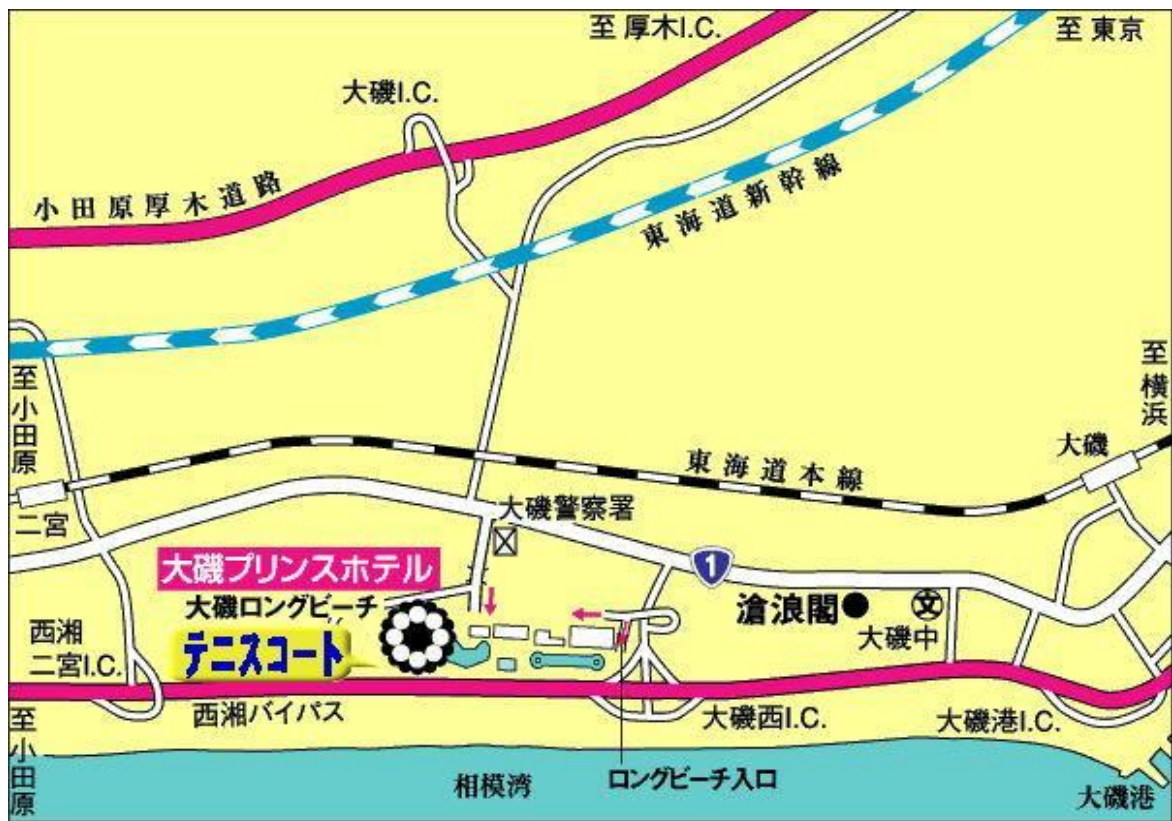 至 厚木I.C.
至 東京
大磯I.C.
小田原厚木道路
東海道新幹線
至小田原
至横浜
大磯
東海道本線
二宮
大磯警察署
大磯プリンスホテル
1
大磯ロングビーチ
滄浪閣
文
大磯中
テニスコート
西湘
二宮I.C.
西湘バイパス
大磯西I.C.
大磯港I.C.
至小田原
相模湾
ロングビーチ入口
大磯港